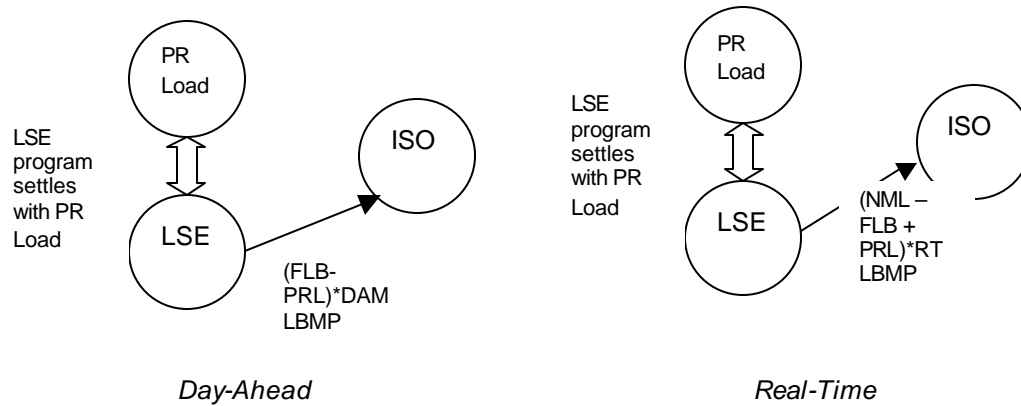 PR
Load
LSE
program
settles
with PR
Load
ISO
LSE
(FLB-
PRL)*DAM
LBMP
Day-Ahead
PR
Load
LSE
program
settles
with PR
Load
ISO
LSE
(NML –
FLB +
PRL)*RT
LBMP
Real-Time